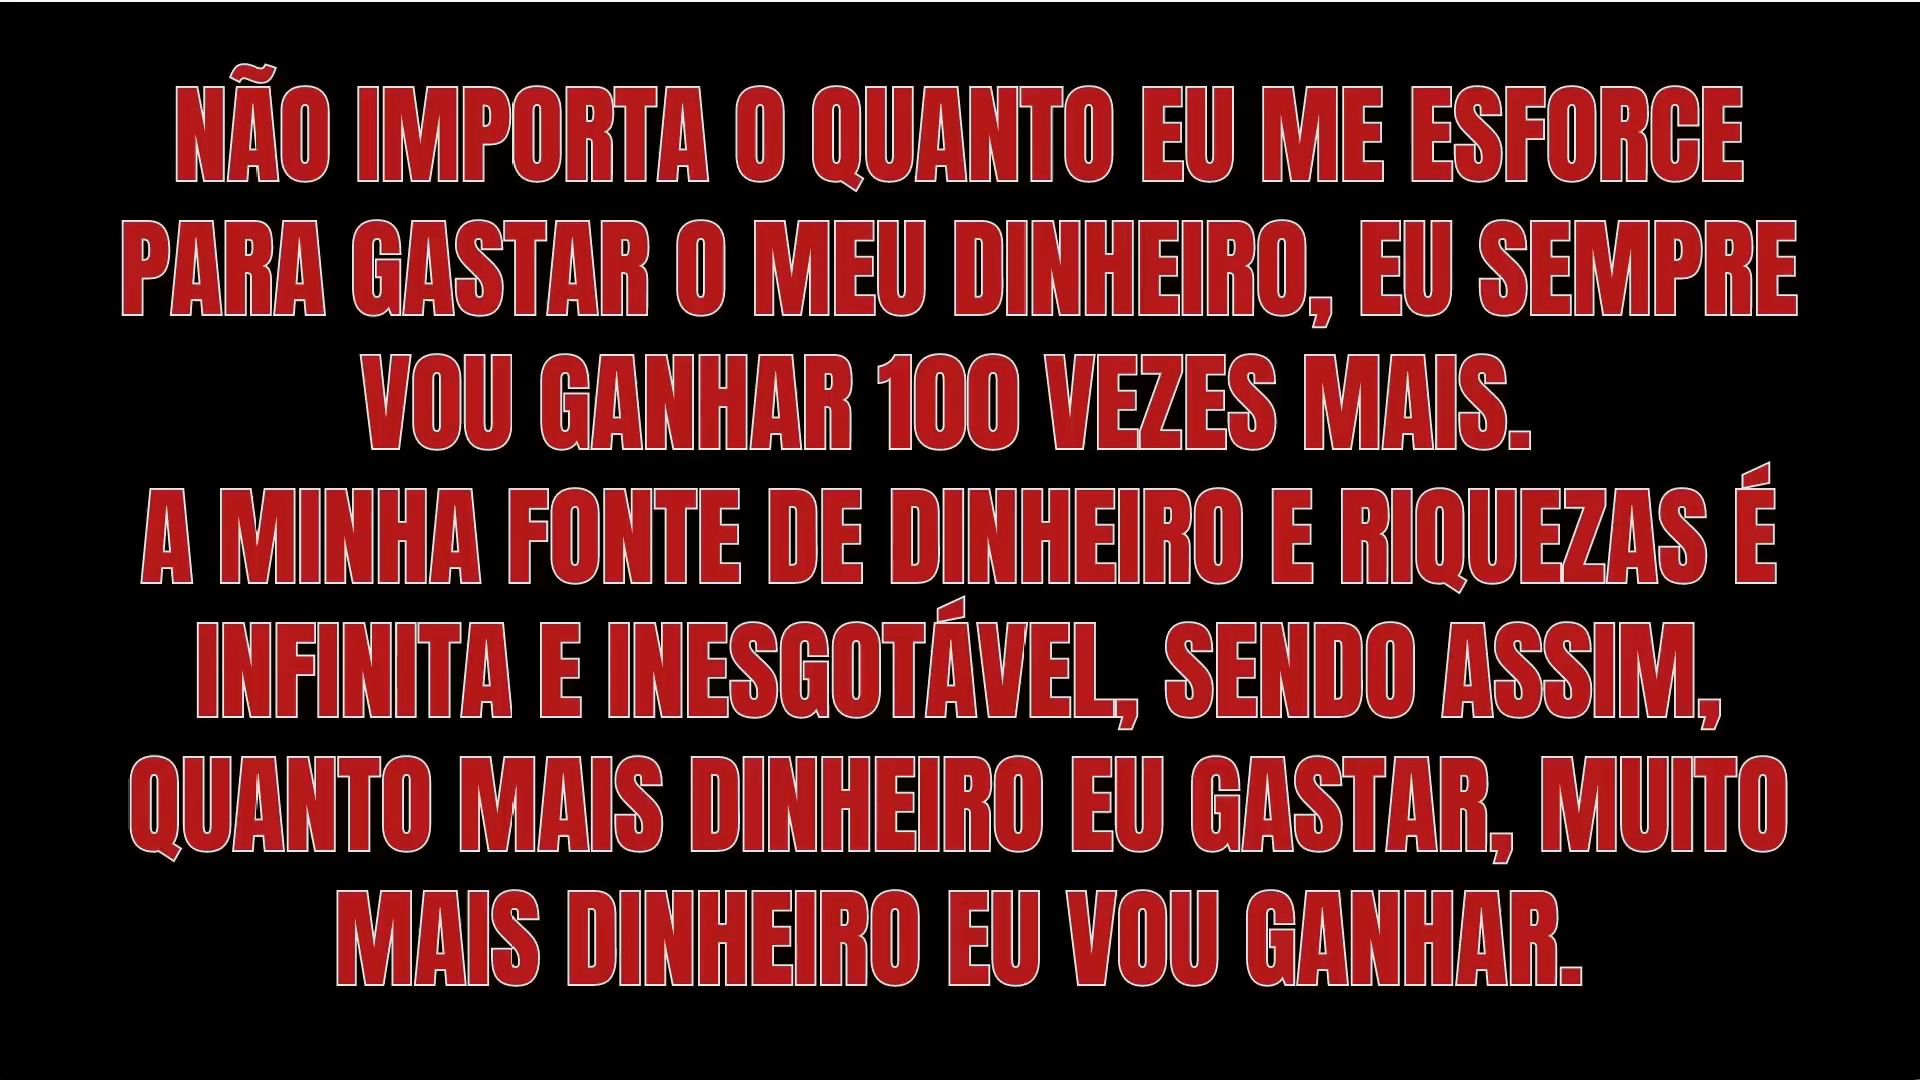 NÃO IMPORTA O QUANTO EU ME ESFORCE
PARA GASTAR O MEU DINHEIRO, EU SEMPRE
VOU GANHAR 100 VEZES MAIS.
A MINHA FONTE DE DINHEIRO E RIQUEZAS É
INFINITA E INESGOTÁVEL, SENDO ASSIM,
QUANTO MAIS DINHEIRO EU GASTAR, MUITO
MAIS DINHEIRO EU VOU GANHAR.